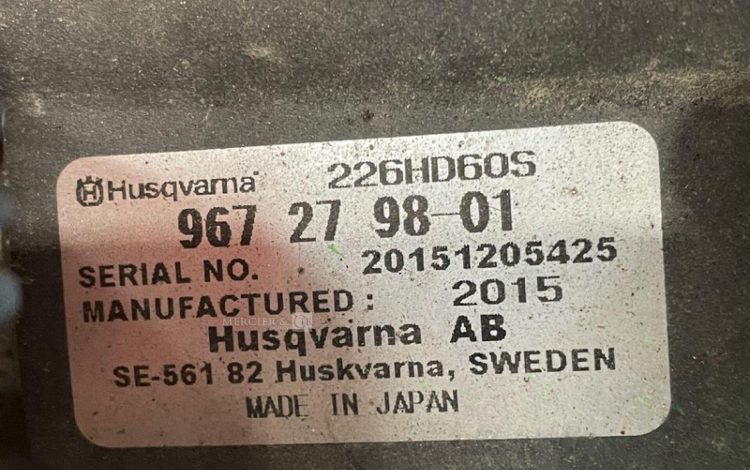 Husqvarna 226HD60S
967 27 98-01
SERIAL NO. 20151205425
MANUFACTURED : 2015
MERCIER &
Husqvarna AB
SE-561 82 Huskvarna, SWEDEN
MADE IN JAPAN